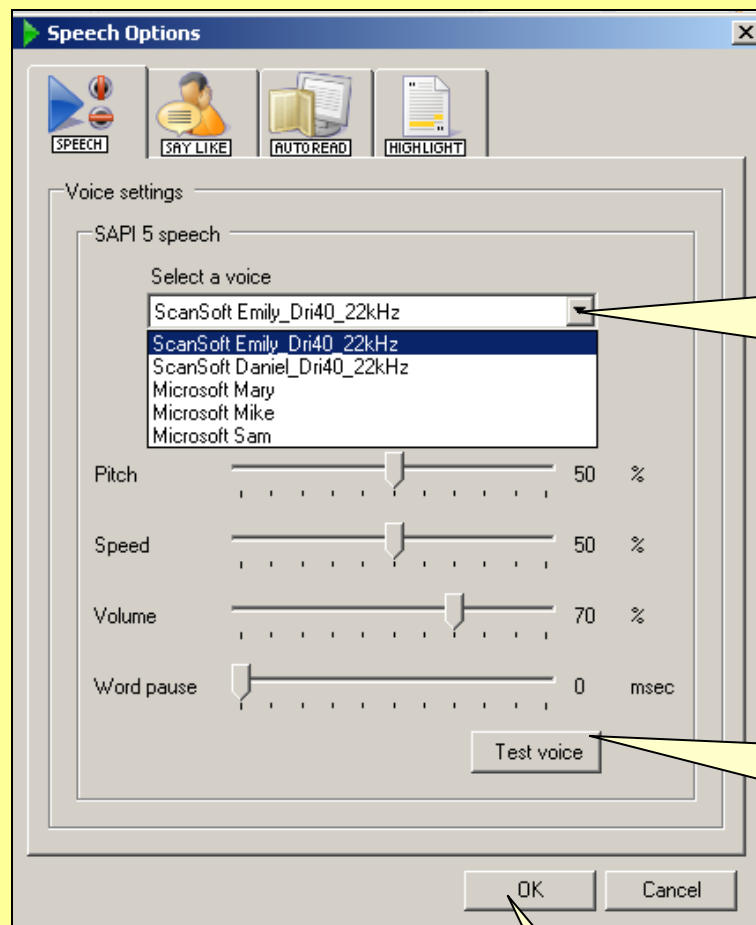 Speech Options
SPEECH
SAY LIKE
AUTOREAD
HIGHLIGHT
Voice settings
SAPI 5 speech
Select a voice
ScanSoft Emily_Dri40_22kHz
ScanSoft Emily_Dri40_22kHz
ScanSoft Daniel_Dri40_22kHz
Microsoft Mary
Microsoft Mike
Microsoft Sam
Pitch 50 %
Speed 50 %
Volume 70 %
Word pause 0 msec
Test voice
OK Cancel